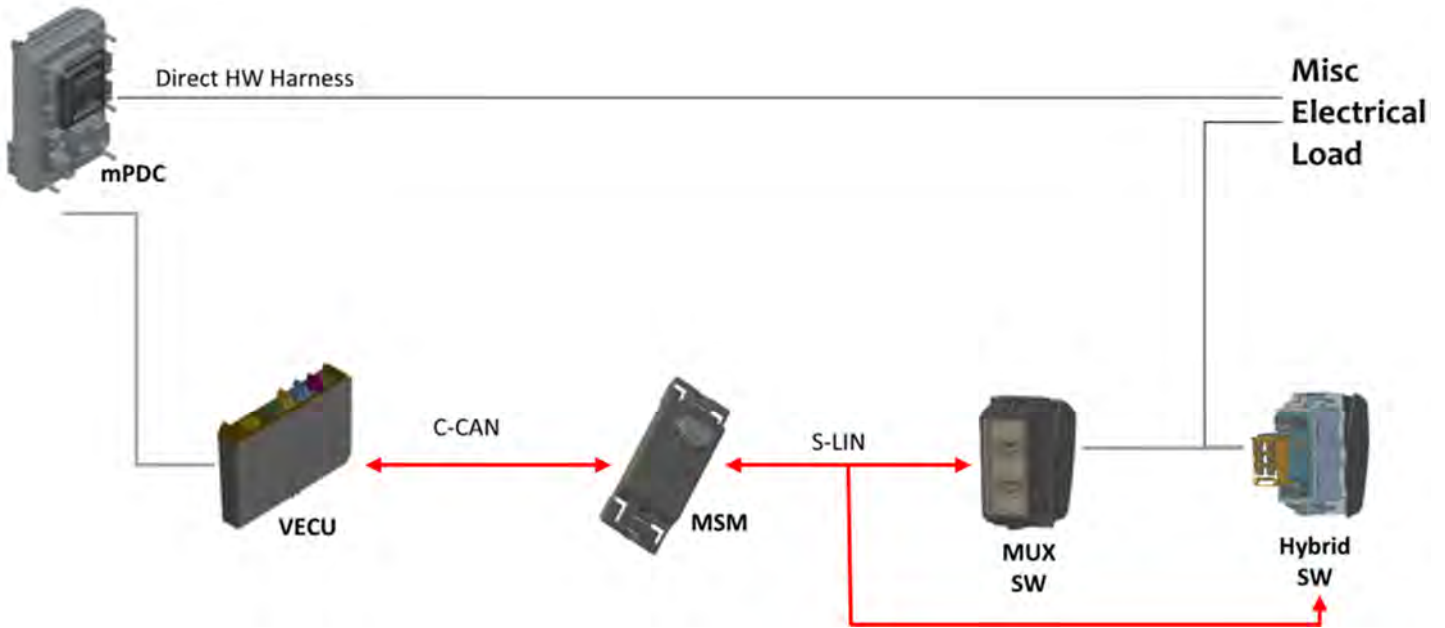 Direct HW Harness
Misc
Electrical
Load
mPDC
C-CAN
S-LIN
VECU
MSM
MUX
SW
Hybrid
SW